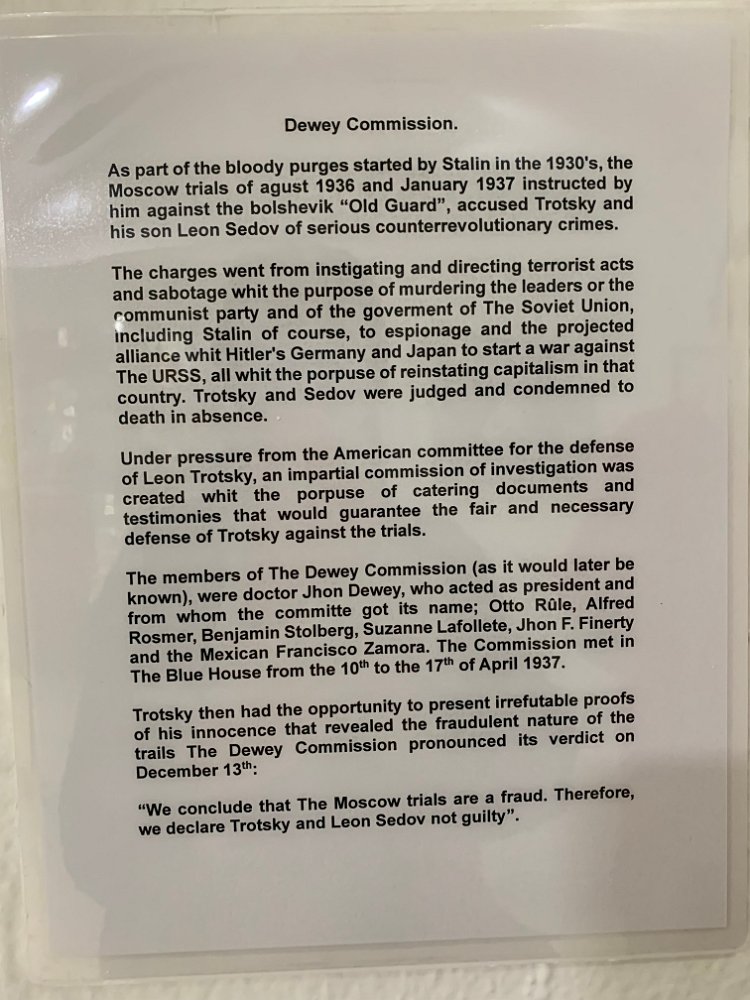 Dewey Commission.
As part of the bloody purges started by Stalin in the 1930's, the
Moscow trials of agust 1936 and January 1937 instructed by
him against the bolshevik “Old Guard”, accused Trotsky and
his son Leon Sedov of serious counterrevolutionary crimes.
The charges went from instigating and directing terrorist acts
and sabotage whit the purpose of murdering the leaders or the
communist party and of the goverment of The Soviet Union,
including Stalin of course, to espionage and the projected
alliance whit Hitler's Germany and Japan to start a war against
The URSS, all whit the porpuse of reinstating capitalism in that
country. Trotsky and Sedov were judged and condemned to
death in absence.
Under pressure from the American committee for the defense
of Leon Trotsky, an impartial commission of investigation was
created whit the porpuse of catering documents and
testimonies that would guarantee the fair and necessary
defense of Trotsky against the trials.
The members of The Dewey Commission (as it would later be
known), were doctor Jhon Dewey, who acted as president and
from whom the committe got its name; Otto Rûle, Alfred
Rosmer, Benjamin Stolberg, Suzanne Lafollete, Jhon F. Finerty
and the Mexican Francisco Zamora. The Commission met in
The Blue House from the 10th to the 17th of April 1937.
Trotsky then had the opportunity to present irrefutable proofs
of his innocence that revealed the fraudulent nature of the
trails The Dewey Commission pronounced its verdict on
December 13th:
“We conclude that The Moscow trials are a fraud. Therefore,
we declare Trotsky and Leon Sedov not guilty”.